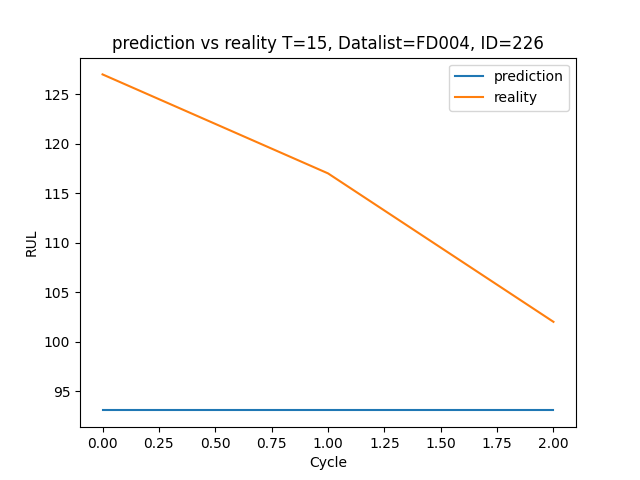 prediction vs reality T=15, Datalist=FD004, ID=226
prediction
reality
RUL
125
120
115
110
105
100
95
0.00 0.25 0.50 0.75 1.00 1.25 1.50 1.75 2.00
Cycle